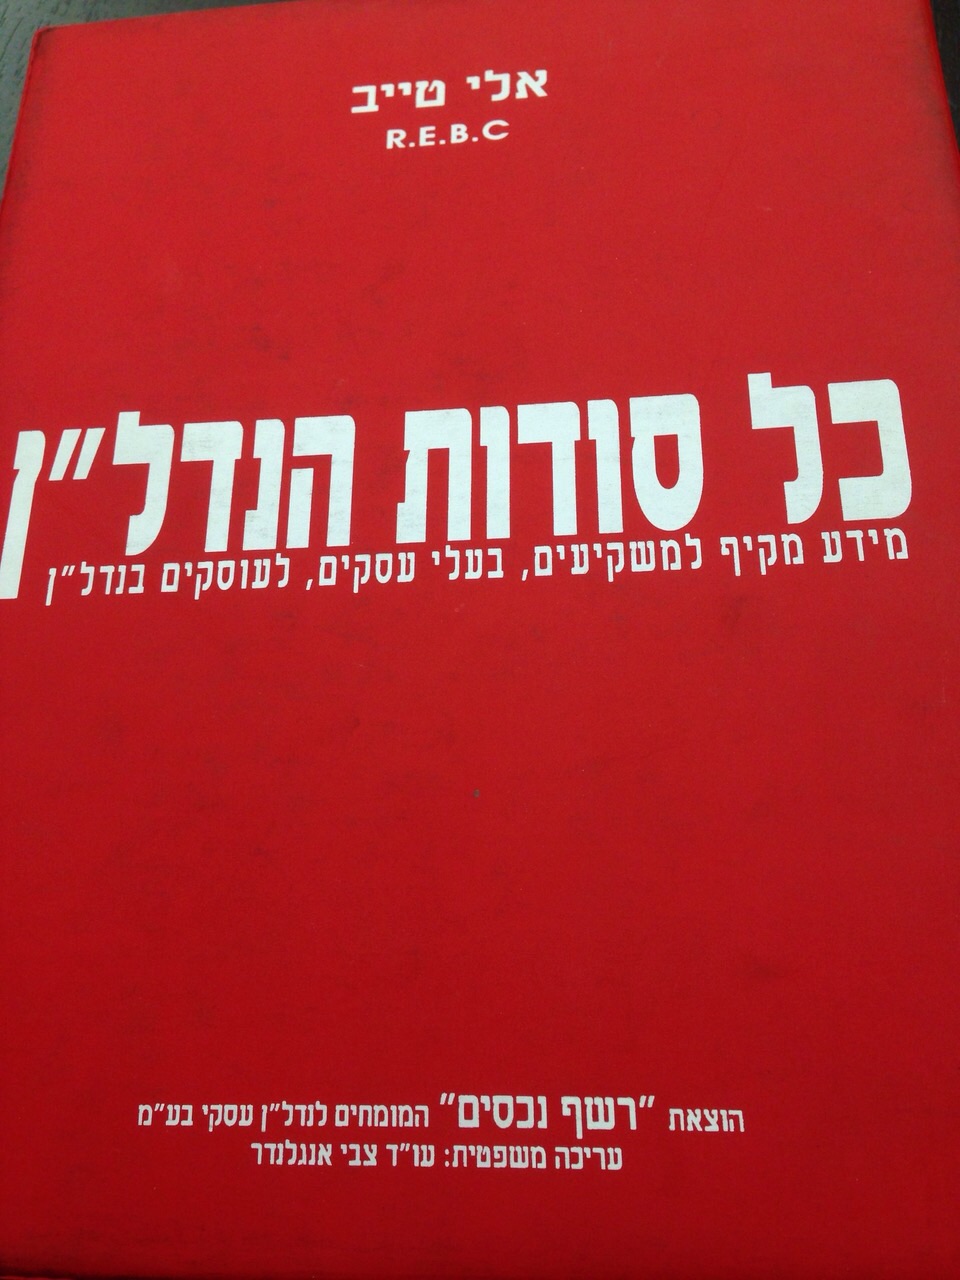 אלי טייב
R.E.B.C
כל סודות הנדל"ן
מידע מקיף למשקיעים, בעלי עסקים, לעוסקים בנדל"ן
הוצאת "רשף נכסים" המומחים לנדל"ן עסקי בע"מ
עריכה משפטית: עו"ד צבי אנגלנדר